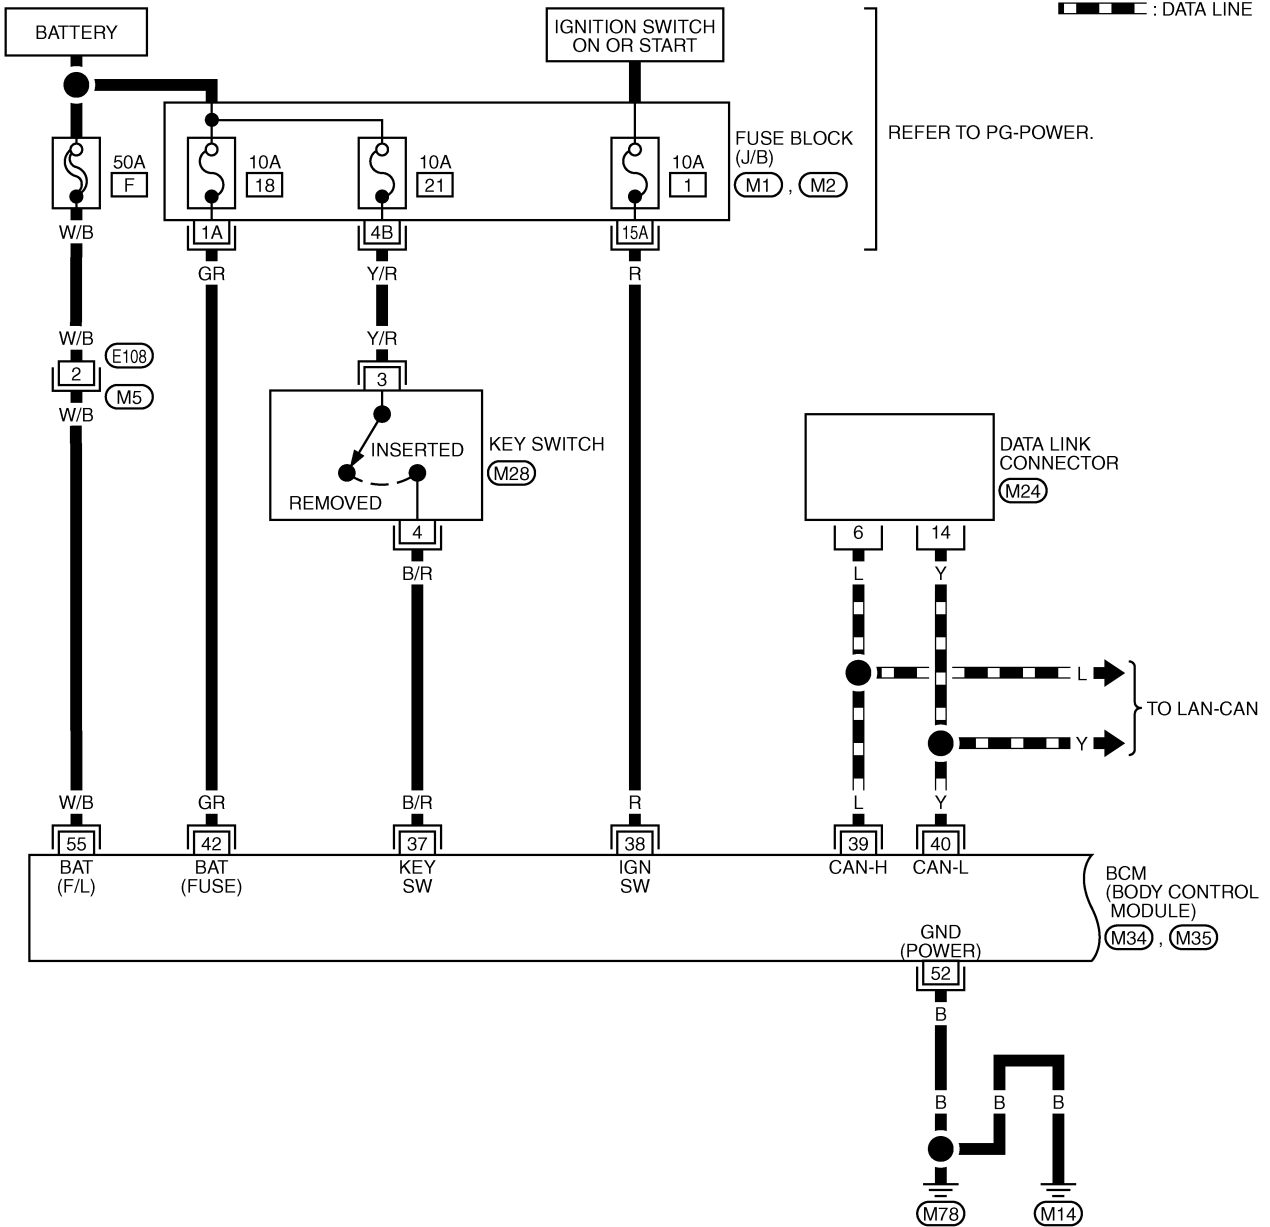 : DATA LINE
BATTERY
IGNITION SWITCH
ON OR START
REFER TO PG-POWER.
FUSE BLOCK
(J/B)
M1 , M2
50A
F
10A
18
10A
21
10A
1
1A
4B
15A
W/B
GR
Y/R
R
W/B
Y/R
E108
2
M5
W/B
3
INSERTED
REMOVED
KEY SWITCH
M28
4
B/R
DATA LINK
CONNECTOR
M24
6
14
L
Y
L
Y
TO LAN-CAN
W/B
GR
B/R
R
L
Y
55
42
37
38
39
40
BAT
(F/L)
BAT
(FUSE)
KEY
SW
IGN
SW
CAN-H
CAN-L
BCM
(BODY CONTROL
MODULE)
M34 , M35
GND
(POWER)
52
B
B
B
B
M78
M14